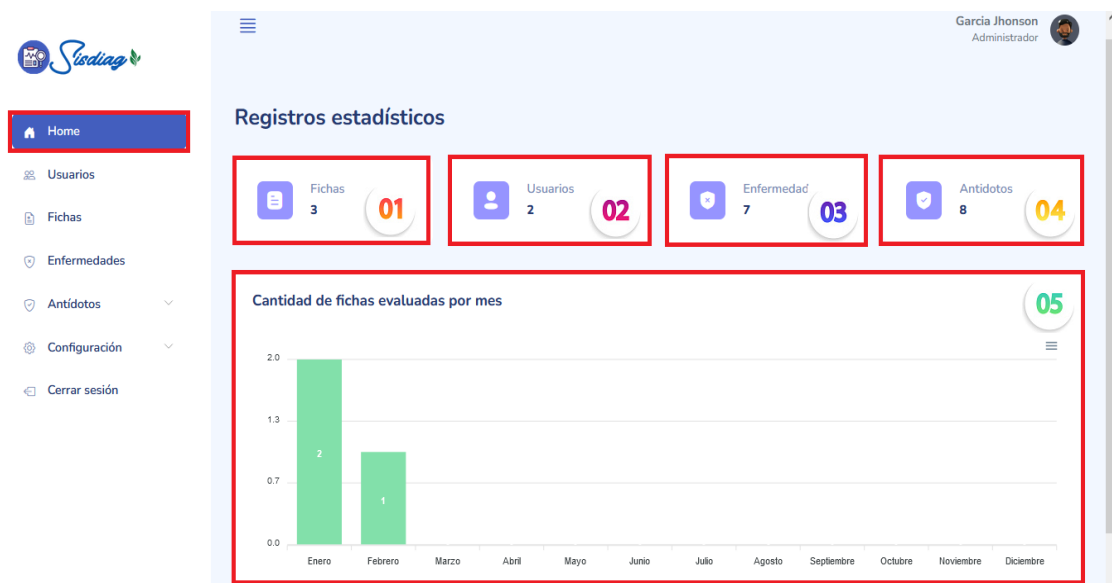 Sisdiag
Garcia Jhonson
Administrador
Home
Usuarios
Fichas
Enfermedades
Antídotos
Configuración
Cerrar sesión
Registros estadísticos
Fichas
3
01
Usuarios
2
02
Enfermedad
7
03
Antidotos
8
04
Cantidad de fichas evaluadas por mes
05
2.0
1.3
0.7
0.0
2
1
Enero Febrero Marzo Abril Mayo Junio Julio Agosto Septiembre Octubre Noviembre Diciembre